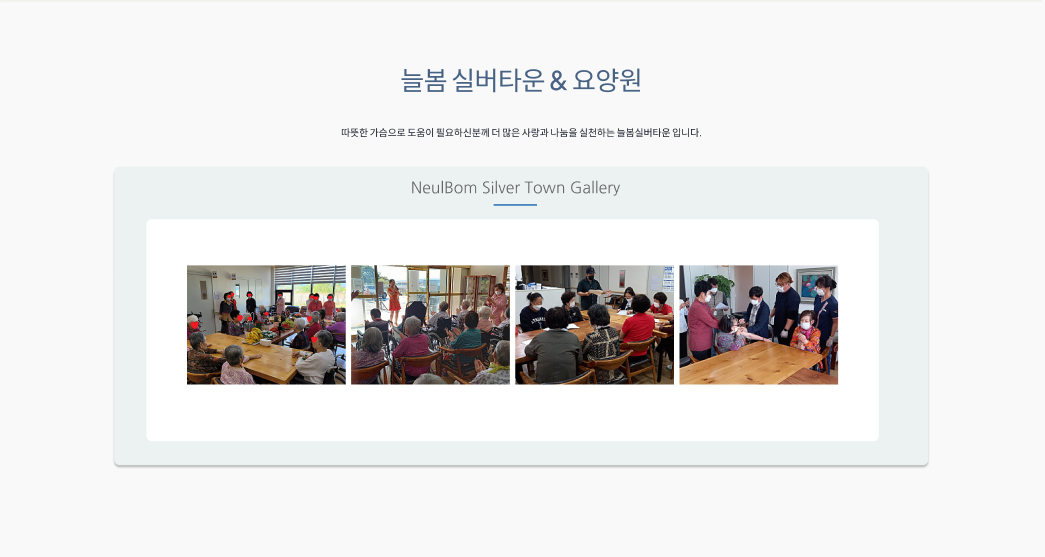 늘봄 실버타운 & 요양원
따뜻한 가슴으로 도움이 필요하신분께 더 많은 사랑과 나눔을 실천하는 늘봄실버타운 입니다.
NeulBom Silver Town Gallery